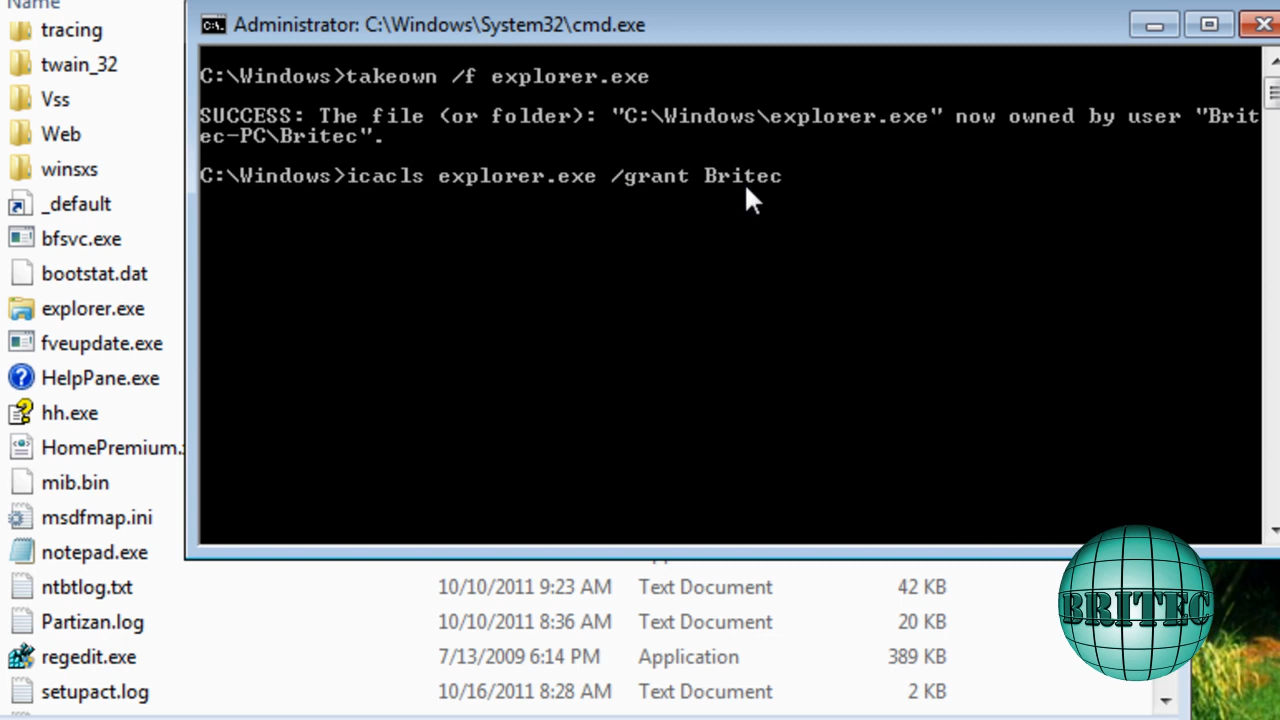 Name
Administrator: C:\Windows\System32\cmd.exe
C:\Windows>takeown /f explorer.exe
SUCCESS: The file (or folder): "C:\Windows\explorer.exe" now owned by user "Brit
ec-PC\Britec".
C:\Windows>icacls explorer.exe /grant Britec
tracing
twain_32
Vss
Web
winsxs
_default
bfsvc.exe
bootstat.dat
explorer.exe
fveupdate.exe
HelpPane.exe
hh.exe
HomePremium.
mib.bin
msdfmap.ini
notepad.exe
ntbtlog.txt 10/10/2011 9:23 AM Text Document 42 KB
Partizan.log 10/10/2011 8:36 AM Text Document 20 KB
regedit.exe 7/13/2009 6:14 PM Application 389 KB
setupact.log 10/16/2011 8:28 AM Text Document 2 KB
BRITEC